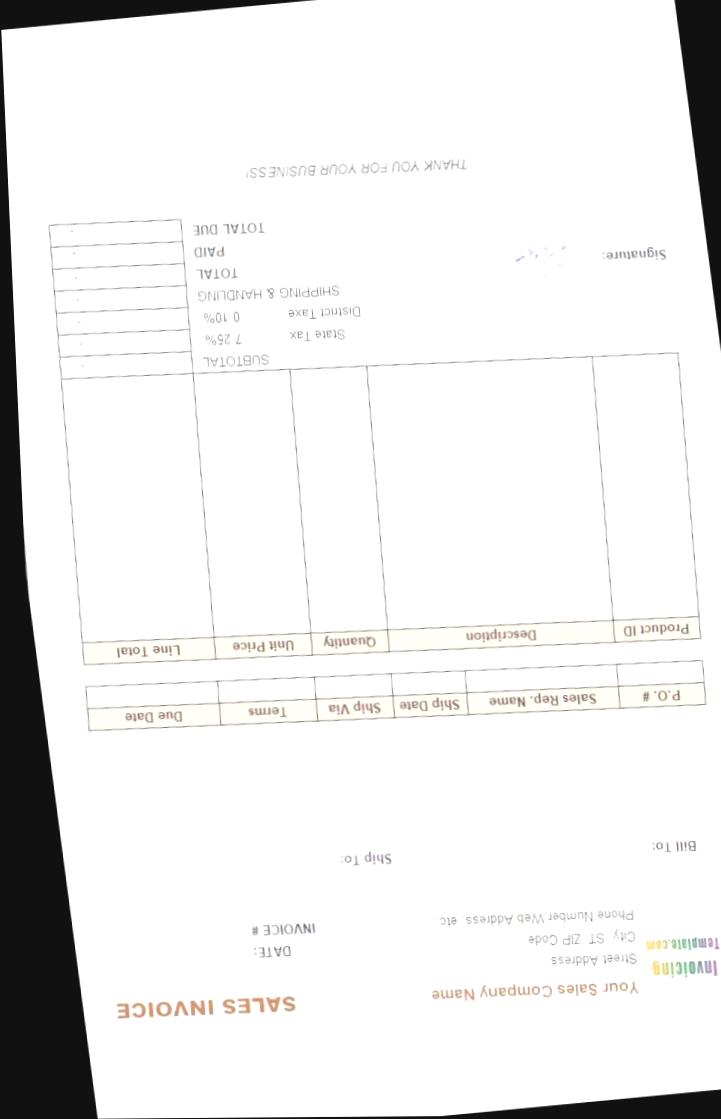 Invoicing
Template.com
Your Sales Company Name
SALES INVOICE
Street Address
City, ST ZIP Code
DATE:
Phone Number Web Address, etc.
INVOICE #
Bill To:
Ship To:
P.O. # Sales Rep. Name Ship Date Ship Via Terms Due Date
Product ID Description Quantity Unit Price Line Total
SUBTOTAL -
State Tax 7.25% -
District Taxe 0.10% -
SHIPPING & HANDLING -
TOTAL -
Signature:
PAID -
TOTAL DUE -
THANK YOU FOR YOUR BUSINESS!